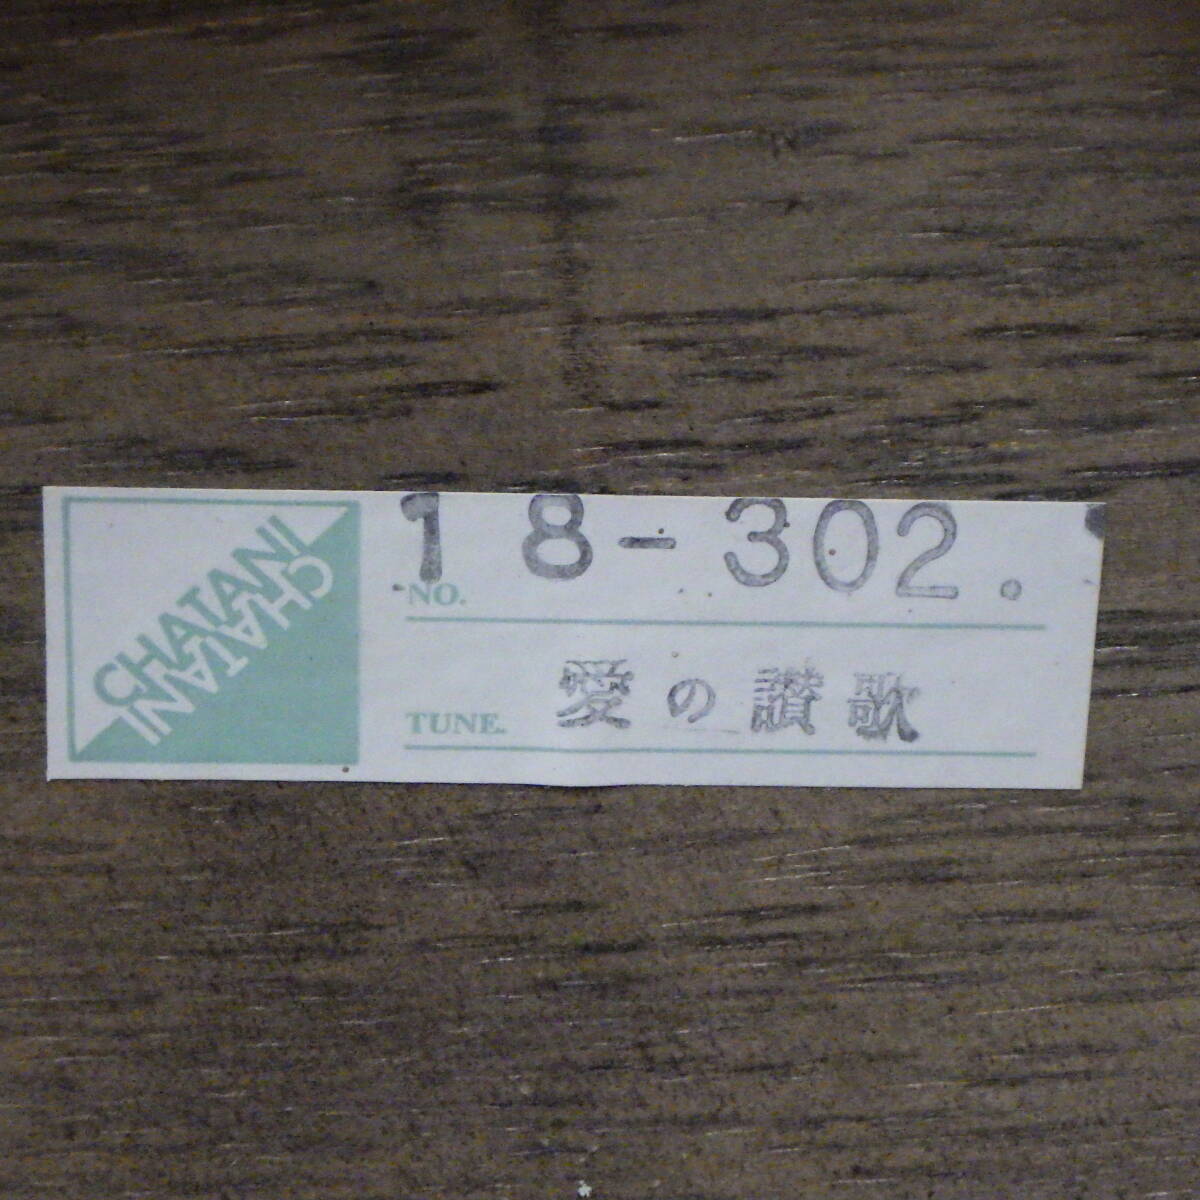 CHATANI
CHATANI
NO. 18-302.
TUNE. 愛の讃歌